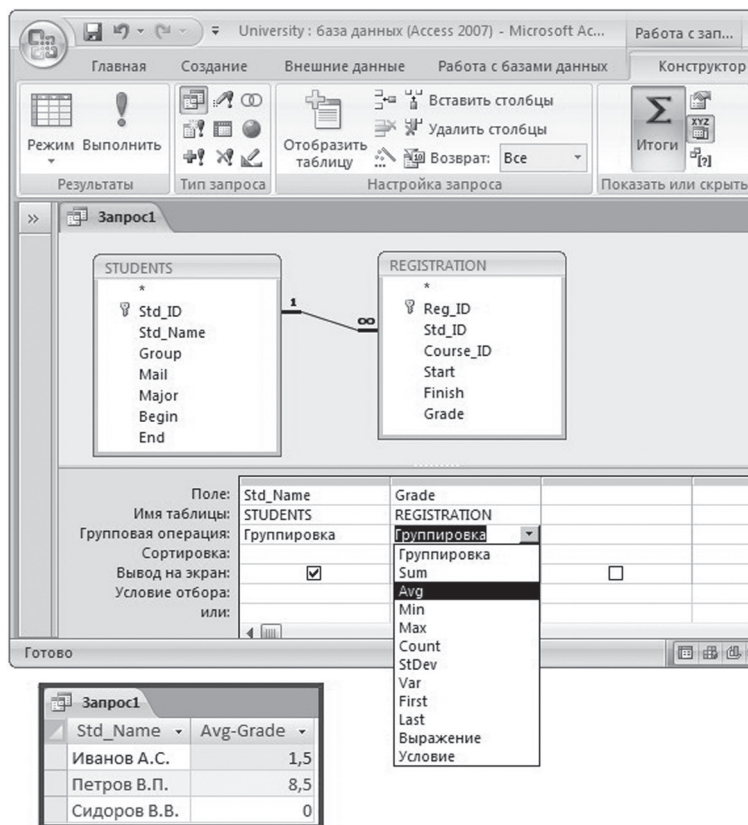 University : база данных (Access 2007) - Microsoft Ac...
Работа с зап...
Главная Создание Внешние данные Работа с базами данных Конструктор
Режим Выполнить
Отобразить таблицу
Вставить столбцы
Удалить столбцы
Возврат: Все
Итоги
Результаты Тип запроса Настройка запроса Показать или скрыть
Запрос1
STUDENTS
*
Std_ID
Std_Name
Group
Mail
Major
Begin
End
1
∞
REGISTRATION
*
Reg_ID
Std_ID
Course_ID
Start
Finish
Grade
Поле: Std_Name Grade
Имя таблицы: STUDENTS REGISTRATION
Групповая операция: Группировка Группировка
Сортировка:
Вывод на экран:
Условие отбора:
или:
Группировка
Sum
Avg
Min
Max
Count
StDev
Var
First
Last
Выражение
Условие
Готово
Запрос1
Std_Name Avg-Grade
Иванов А.С. 1,5
Петров В.П. 8,5
Сидоров В.В. 0